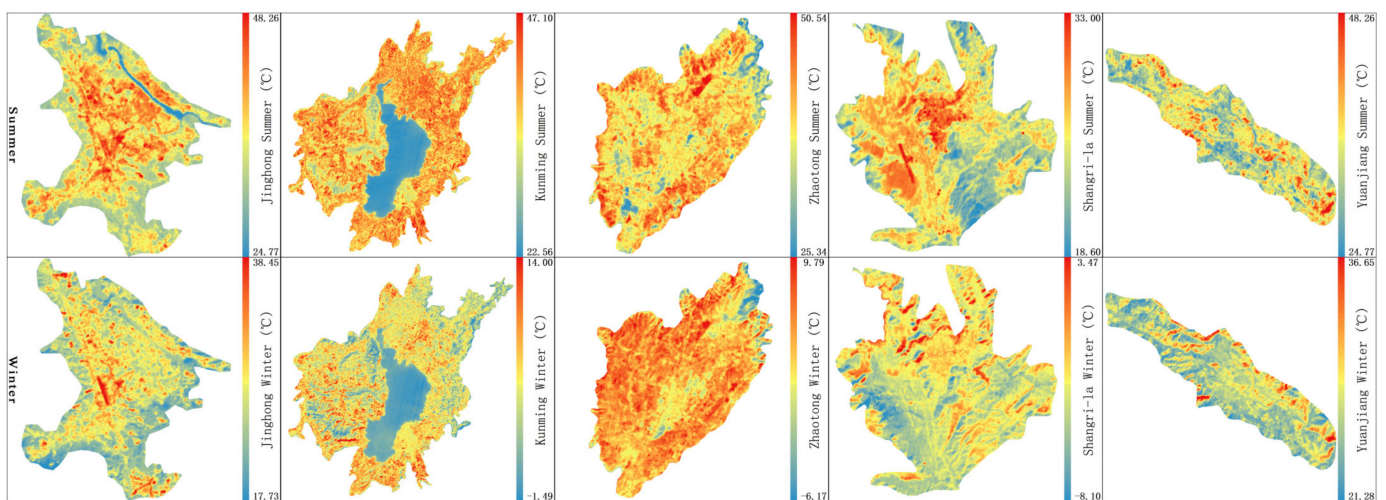 Summer
48.26
Jinghong Summer (℃)
24.77
47.10
Kunming Summer (℃)
22.56
50.54
Zhaotong Summer (℃)
25.34
33.00
Shangri-la Summer (℃)
18.60
48.26
Yuanjiang Summer (℃)
24.77
Winter
38.45
Jinghong Winter (℃)
17.73
14.00
Kunming Winter (℃)
-1.49
9.79
Zhaotong Winter (℃)
-6.17
3.47
Shangri-la Winter (℃)
-8.10
36.65
Yuanjiang Winter (℃)
21.28